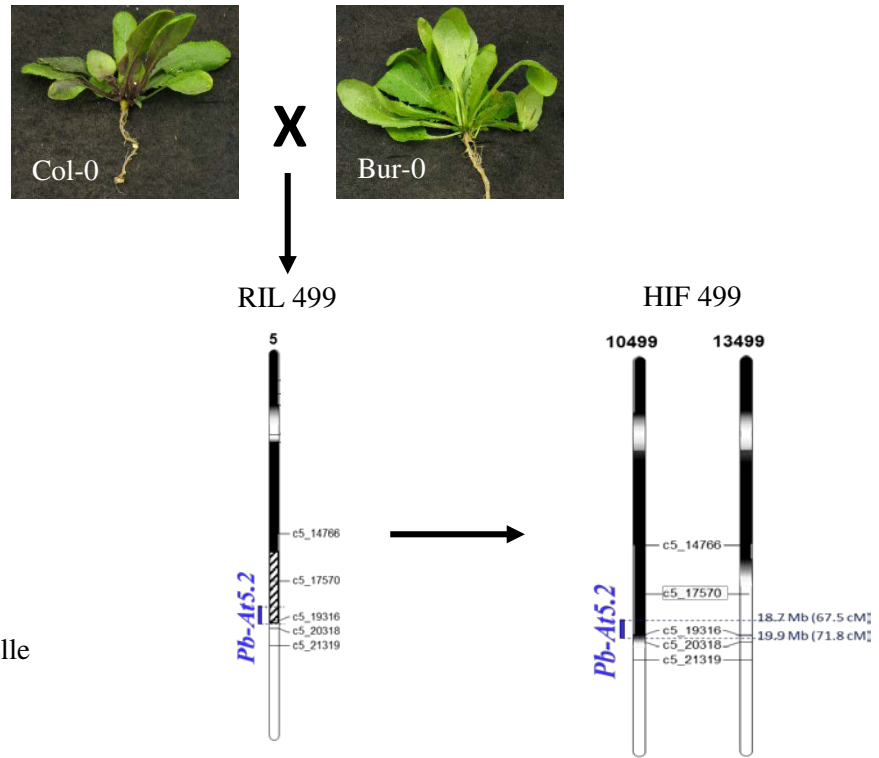 Col-0
X
Bur-0
RIL 499
HIF 499
5
10499
13499
c5_14766
c5_17570
c5_19316
c5_20318
c5_21319
Pb-At5.2
c5_14766
c5_17570
c5_19316
c5_20318
c5_21319
Pb-At5.2
18.7 Mb (67.5 cM)
19.9 Mb (71.8 cM)
lle